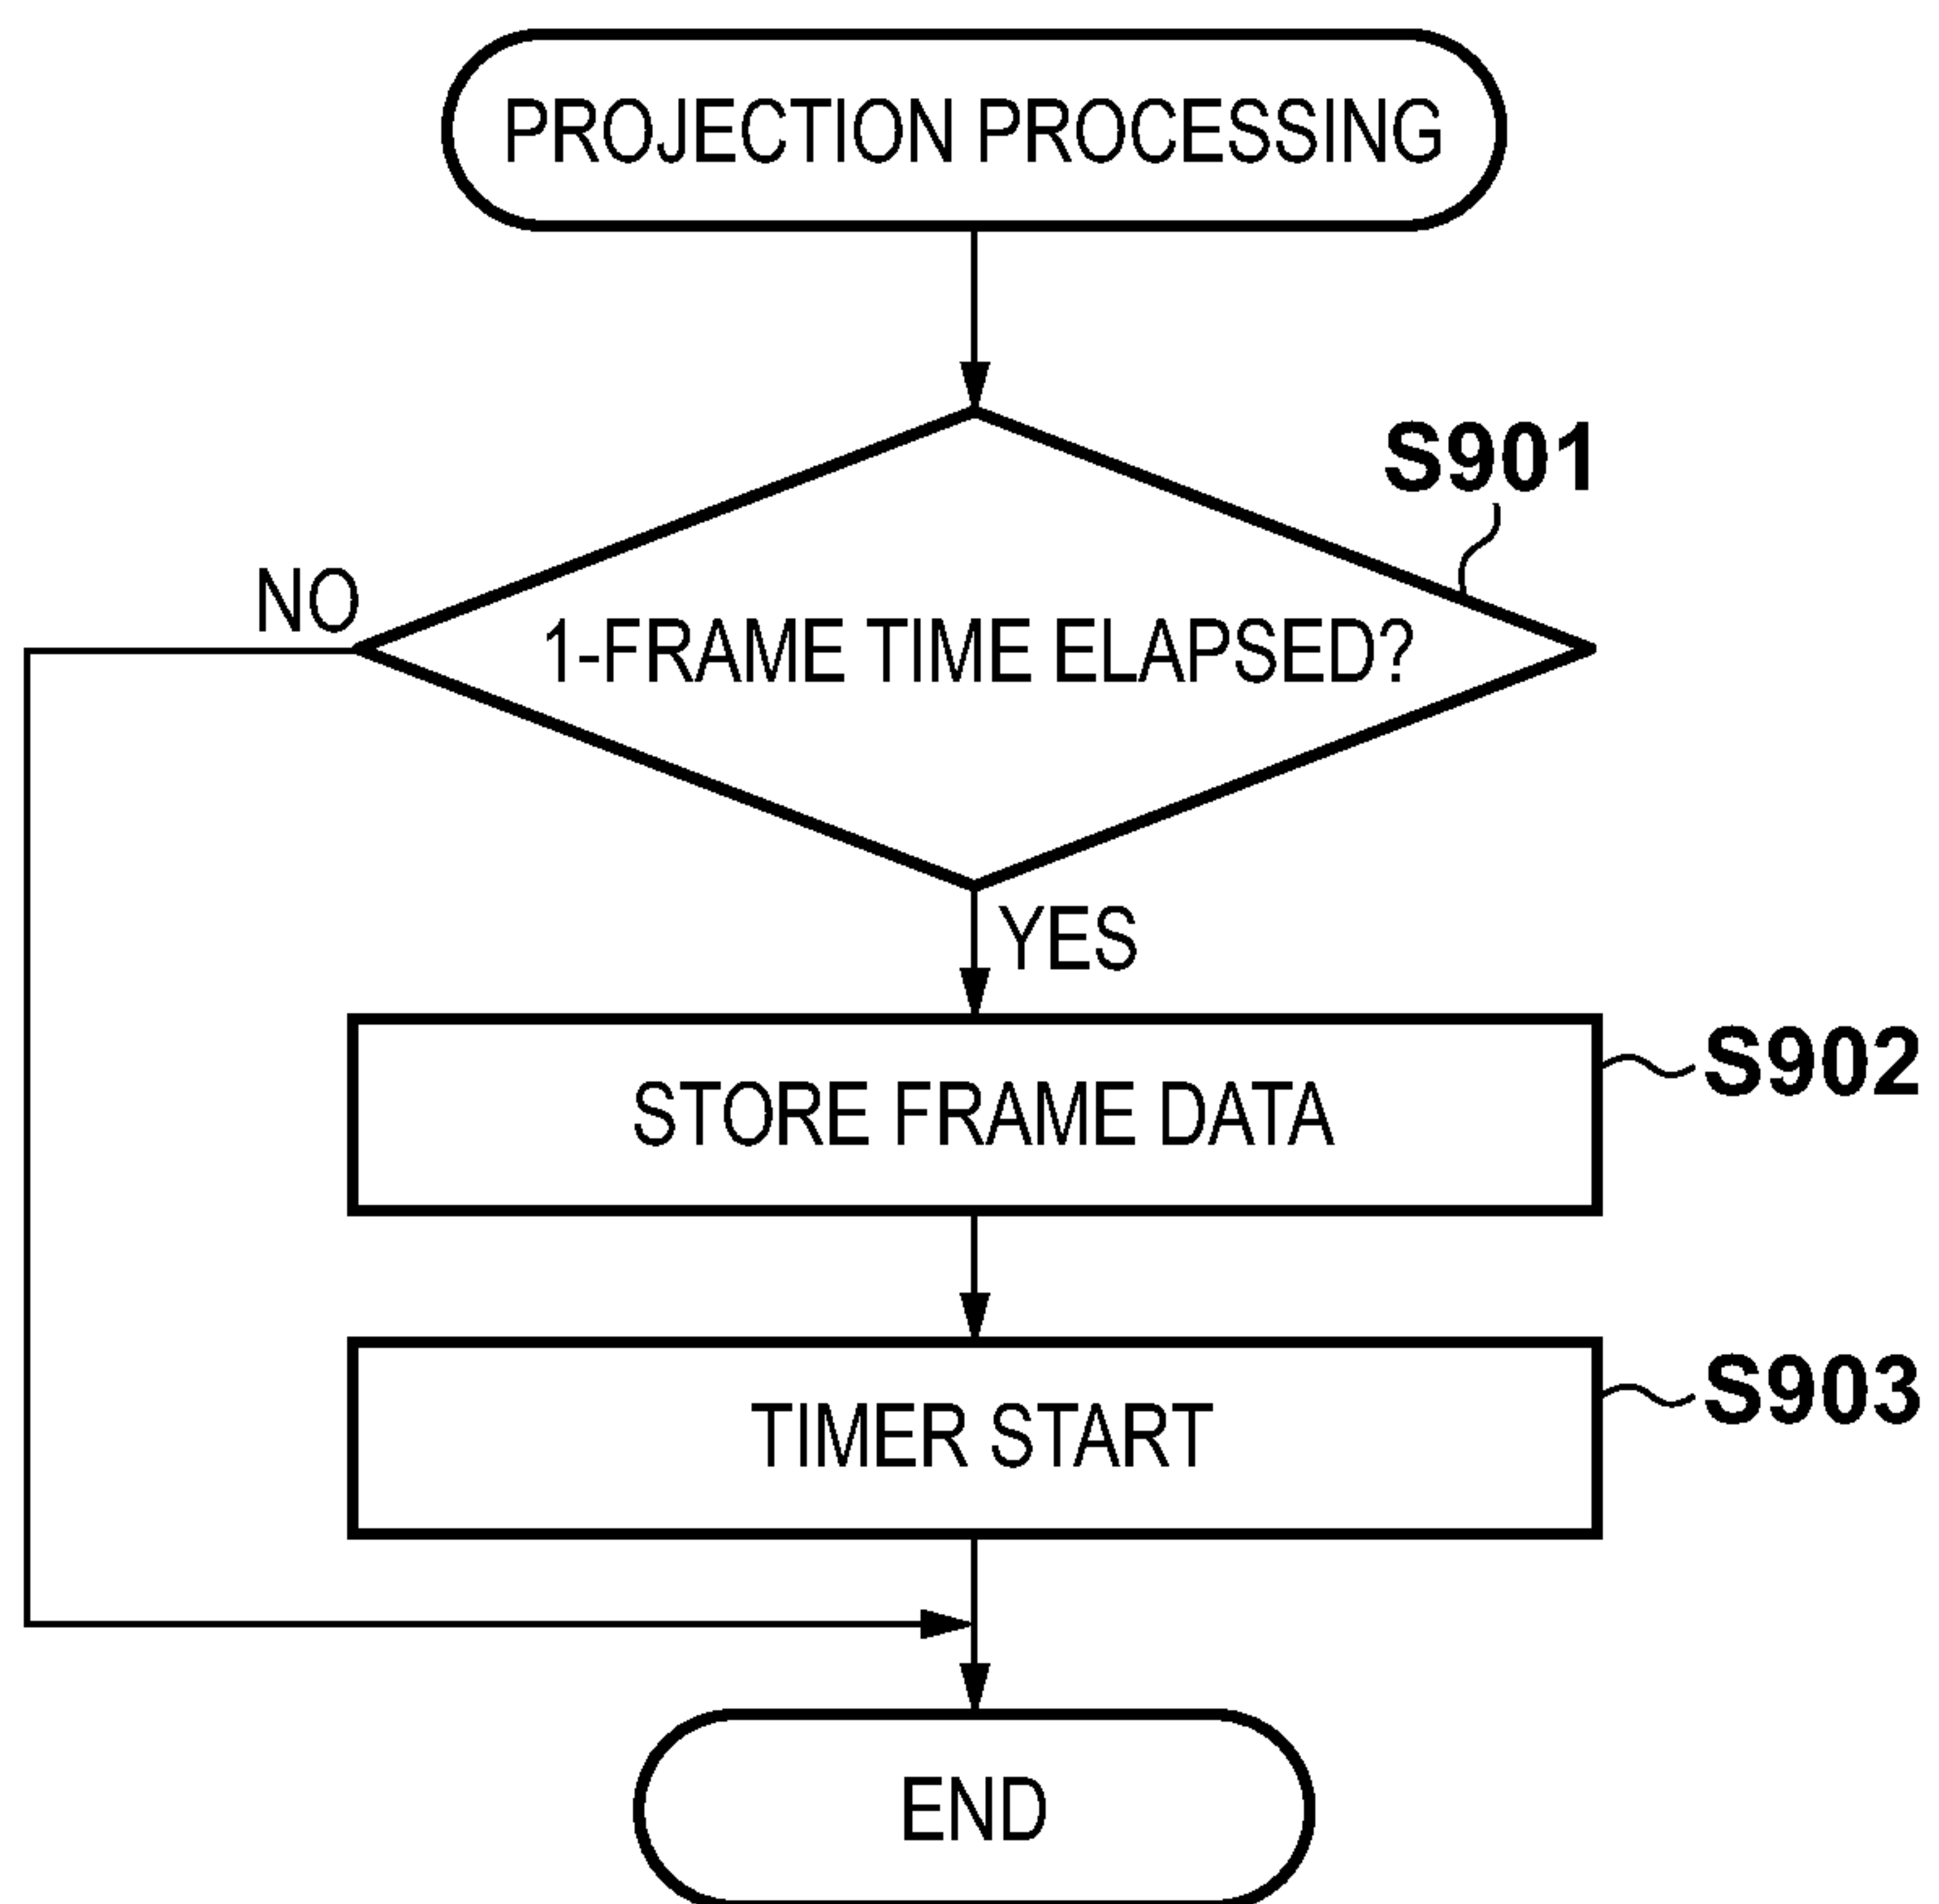 PROJECTION PROCESSING
S901
NO
1-FRAME TIME ELAPSED?
YES
STORE FRAME DATA
S902
TIMER START
S903
END